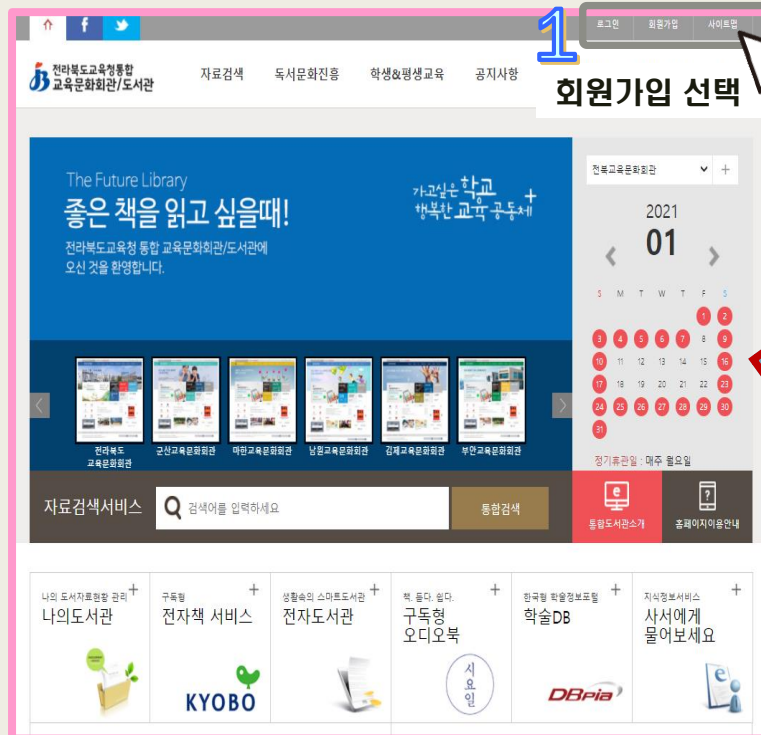 f
로그인 회원가입 사이트맵
1
회원가입 선택
전라북도교육청통합
교육문화회관/도서관
자료검색 독서문화진흥 학생&평생교육 공지사항
The Future Library
좋은 책을 읽고 싶을때!
전라북도교육청 통합 교육문화회관/도서관에
오신 것을 환영합니다.
가고싶은 학교
행복한 교육 공동체
전라북도
교육문화회관
군산교육문화회관
마한교육문화회관
남원교육문화회관
김제교육문화회관
부안교육문화회관
전북교육문화회관
2021
01
S M T W T F S
1 2
3 4 5 6 7 8 9
10 11 12 13 14 15 16
17 18 19 20 21 22 23
24 25 26 27 28 29 30
31
정기휴관일 : 매주 월요일
자료검색서비스
검색어를 입력하세요
통합검색
통합도서관소개
홈페이지이용안내
나의 도서자료현황 관리
나의도서관
구독형
전자책 서비스
KYOBO
생활속의 스마트도서관
전자도서관
책. 듣다. 쉽다.
구독형
오디오북
시요일
한국형 학술정보포털
학술DB
DBpia
지식정보서비스
사서에게
물어보세요